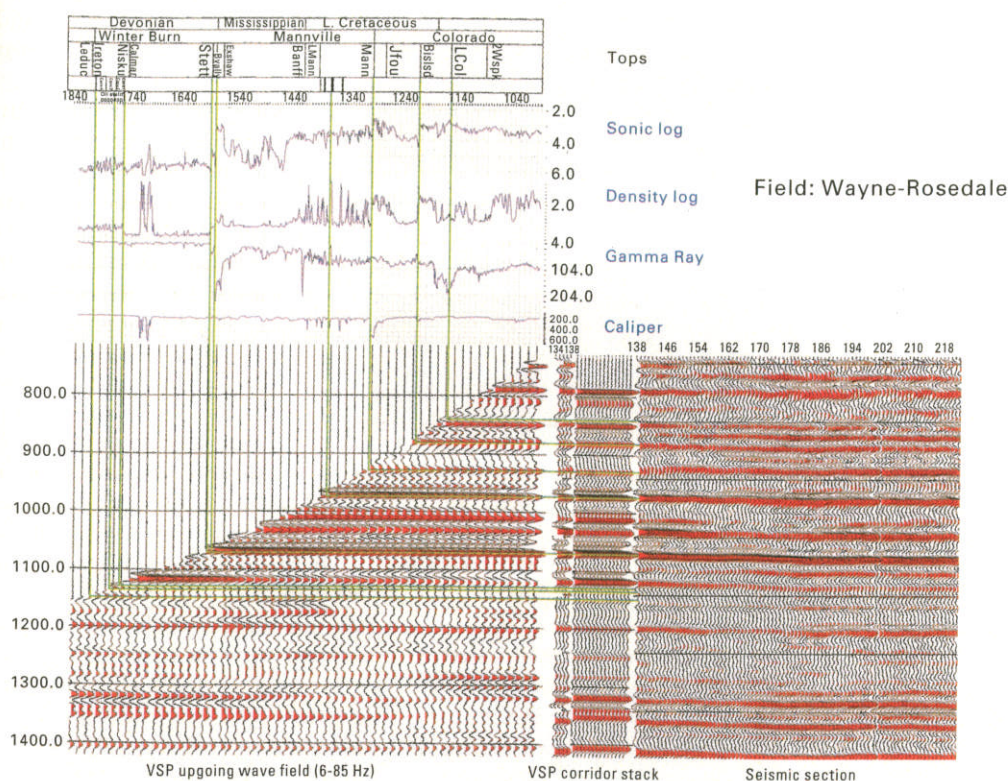 Devonian Mississippian L. Cretaceous
Winter Burn Mannville Colorado
Leduc Ireton Nisku Calmar Stett Exshaw Banff LMann Mann Jfou Bislsd LCol 2Wspk
Tops
1840 1740 1640 1540 1440 1340 1240 1140 1040
2.0
Sonic log
4.0
6.0
Field: Wayne-Rosedale
Density log
2.0
4.0
Gamma Ray
104.0
204.0
200.0
Caliper
400.0
600.0
134 138 138 146 154 162 170 178 186 194 202 210 218
800.0
900.0
1000.0
1100.0
1200.0
1300.0
1400.0
VSP upgoing wave field (6-85 Hz) VSP corridor stack Seismic section